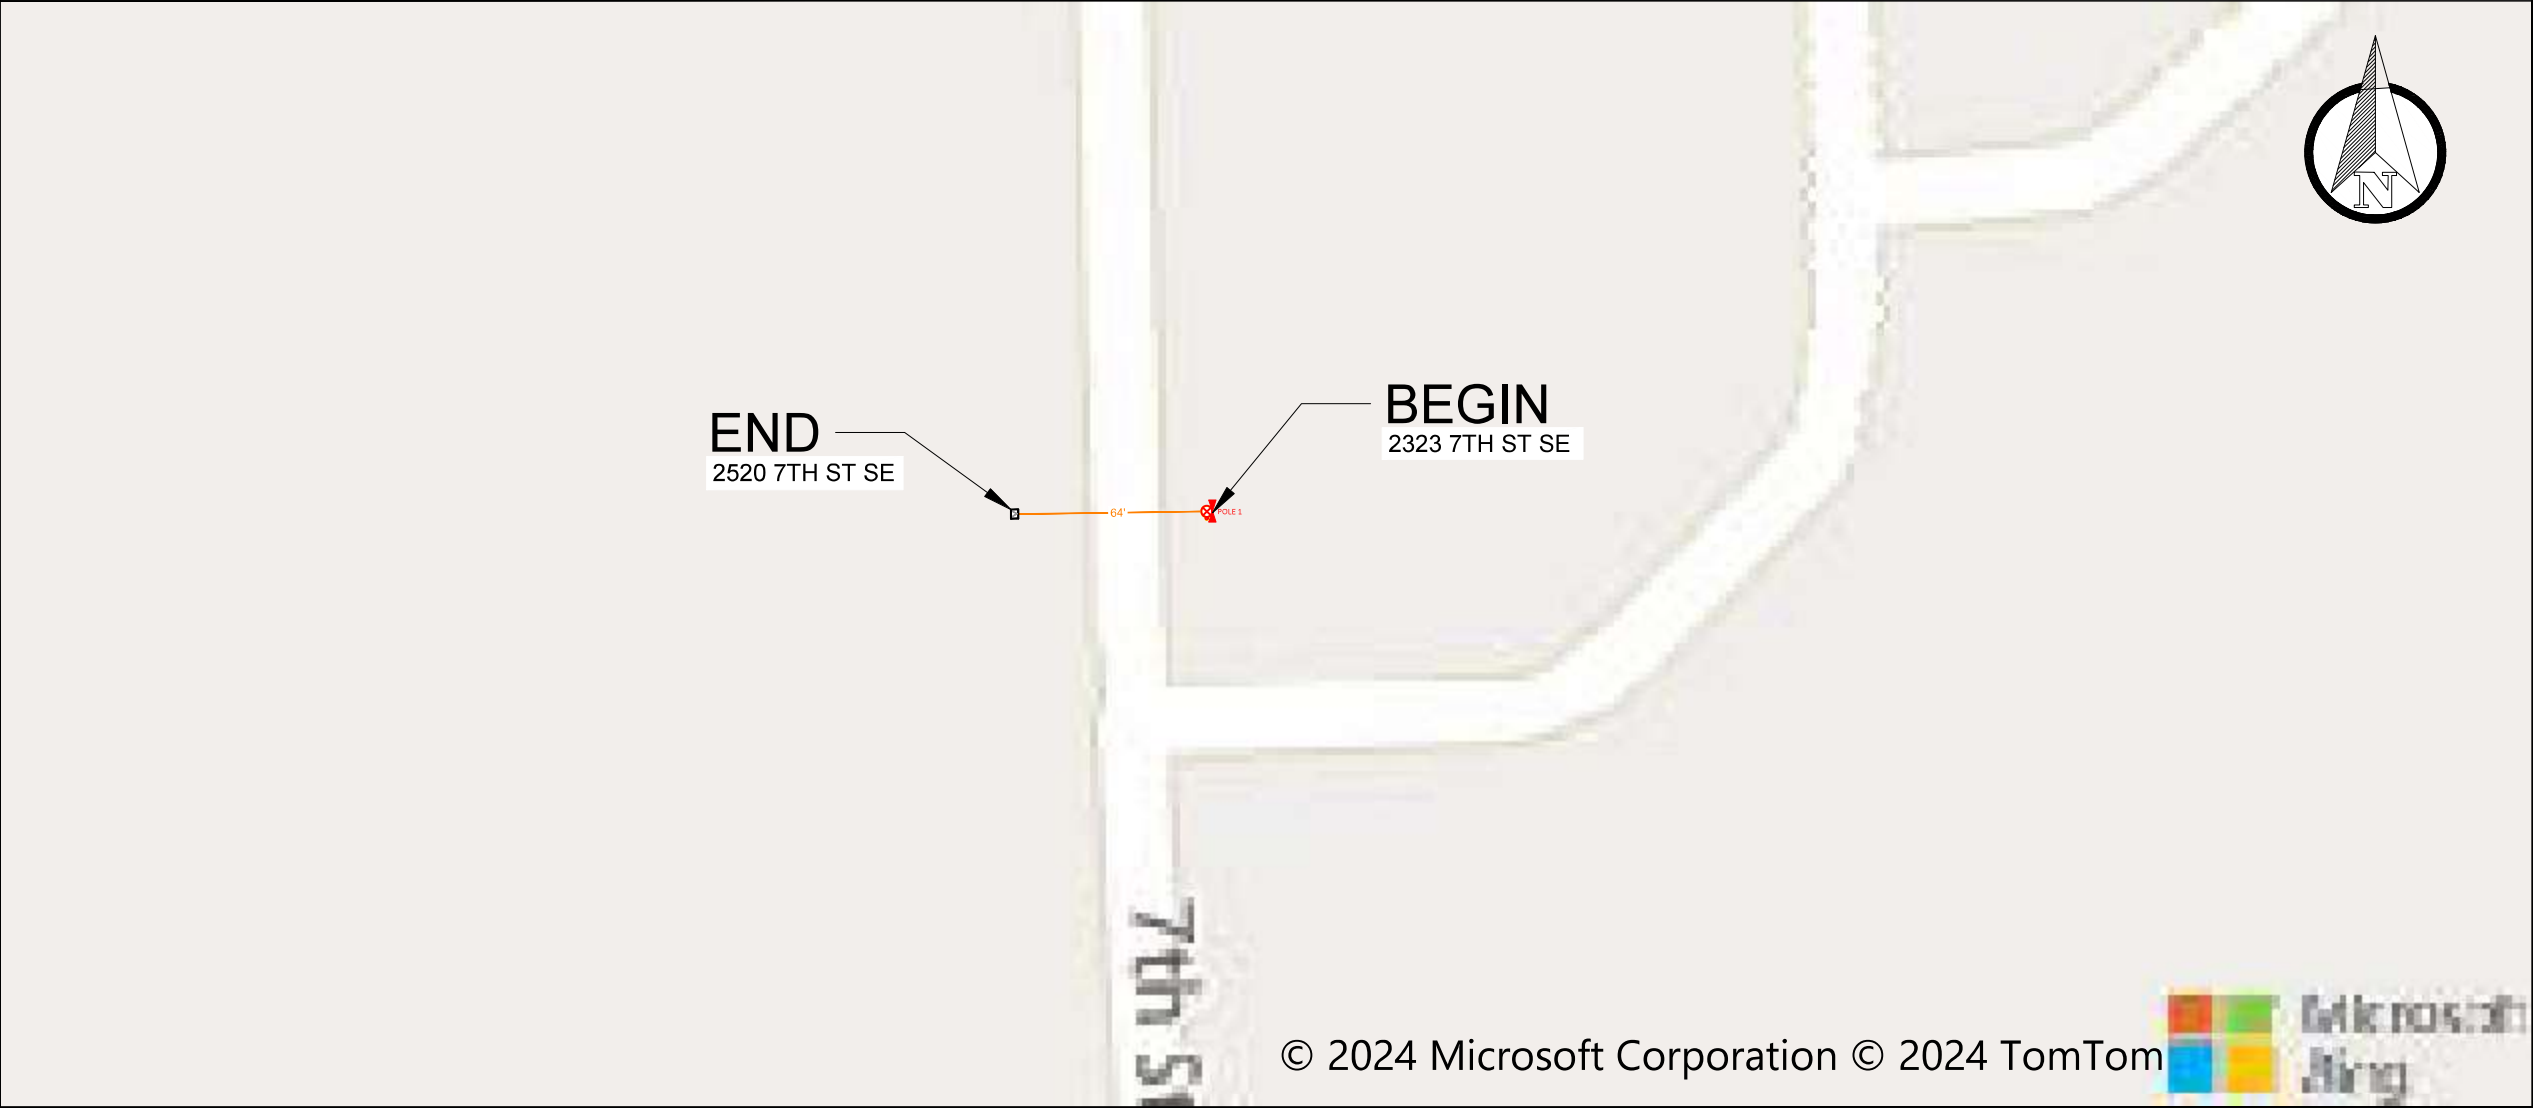 N
BEGIN
2323 7TH ST SE
END
2520 7TH ST SE
64'
POLE 1
7th S
© 2024 Microsoft Corporation © 2024 TomTom
Microsoft
Bing